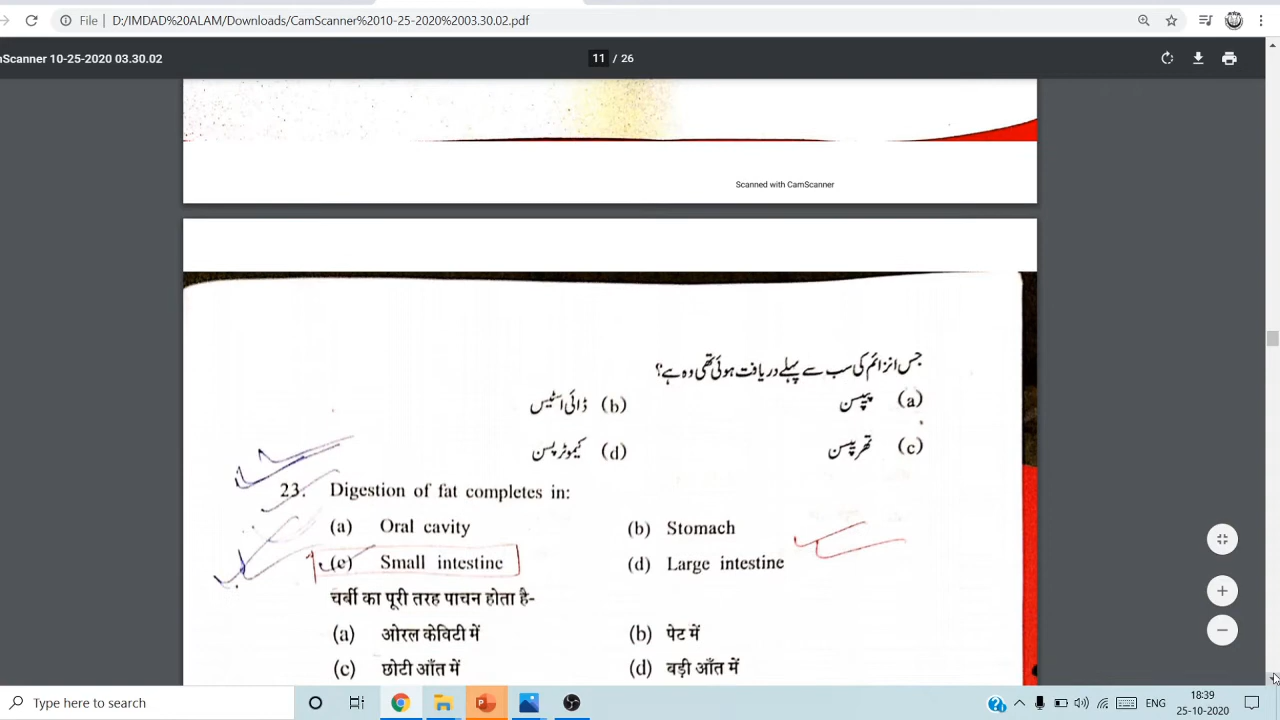 File | D:/IMDAD ALAM/Downloads/CamScanner%2010-25-2020%2003.30.02.pdf
nScanner 10-25-2020 03.30.02
11 / 26
Scanned with CamScanner
جس انزائم کی سب سے پہلے دریافت ہوئی تھی وہ ہے؟
(a) پیپسن (b) ڈائی اسٹیس
(c) تھرپیسن (d) کیموٹرپسن
23. Digestion of fat completes in:
(a) Oral cavity (b) Stomach
(c) Small intestine (d) Large intestine
चर्बी का पूरी तरह पाचन होता है-
(a) ओरल केविटी में (b) पेट में
(c) छोटी आँत में (d) बड़ी आँत में
Type here to search
ENG
18:39
25-10-2020